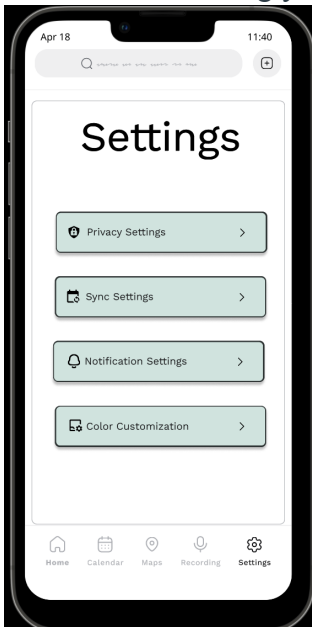 Apr 18 11:40
Settings
Privacy Settings
Sync Settings
Notification Settings
Color Customization
Home Calendar Maps Recording Settings